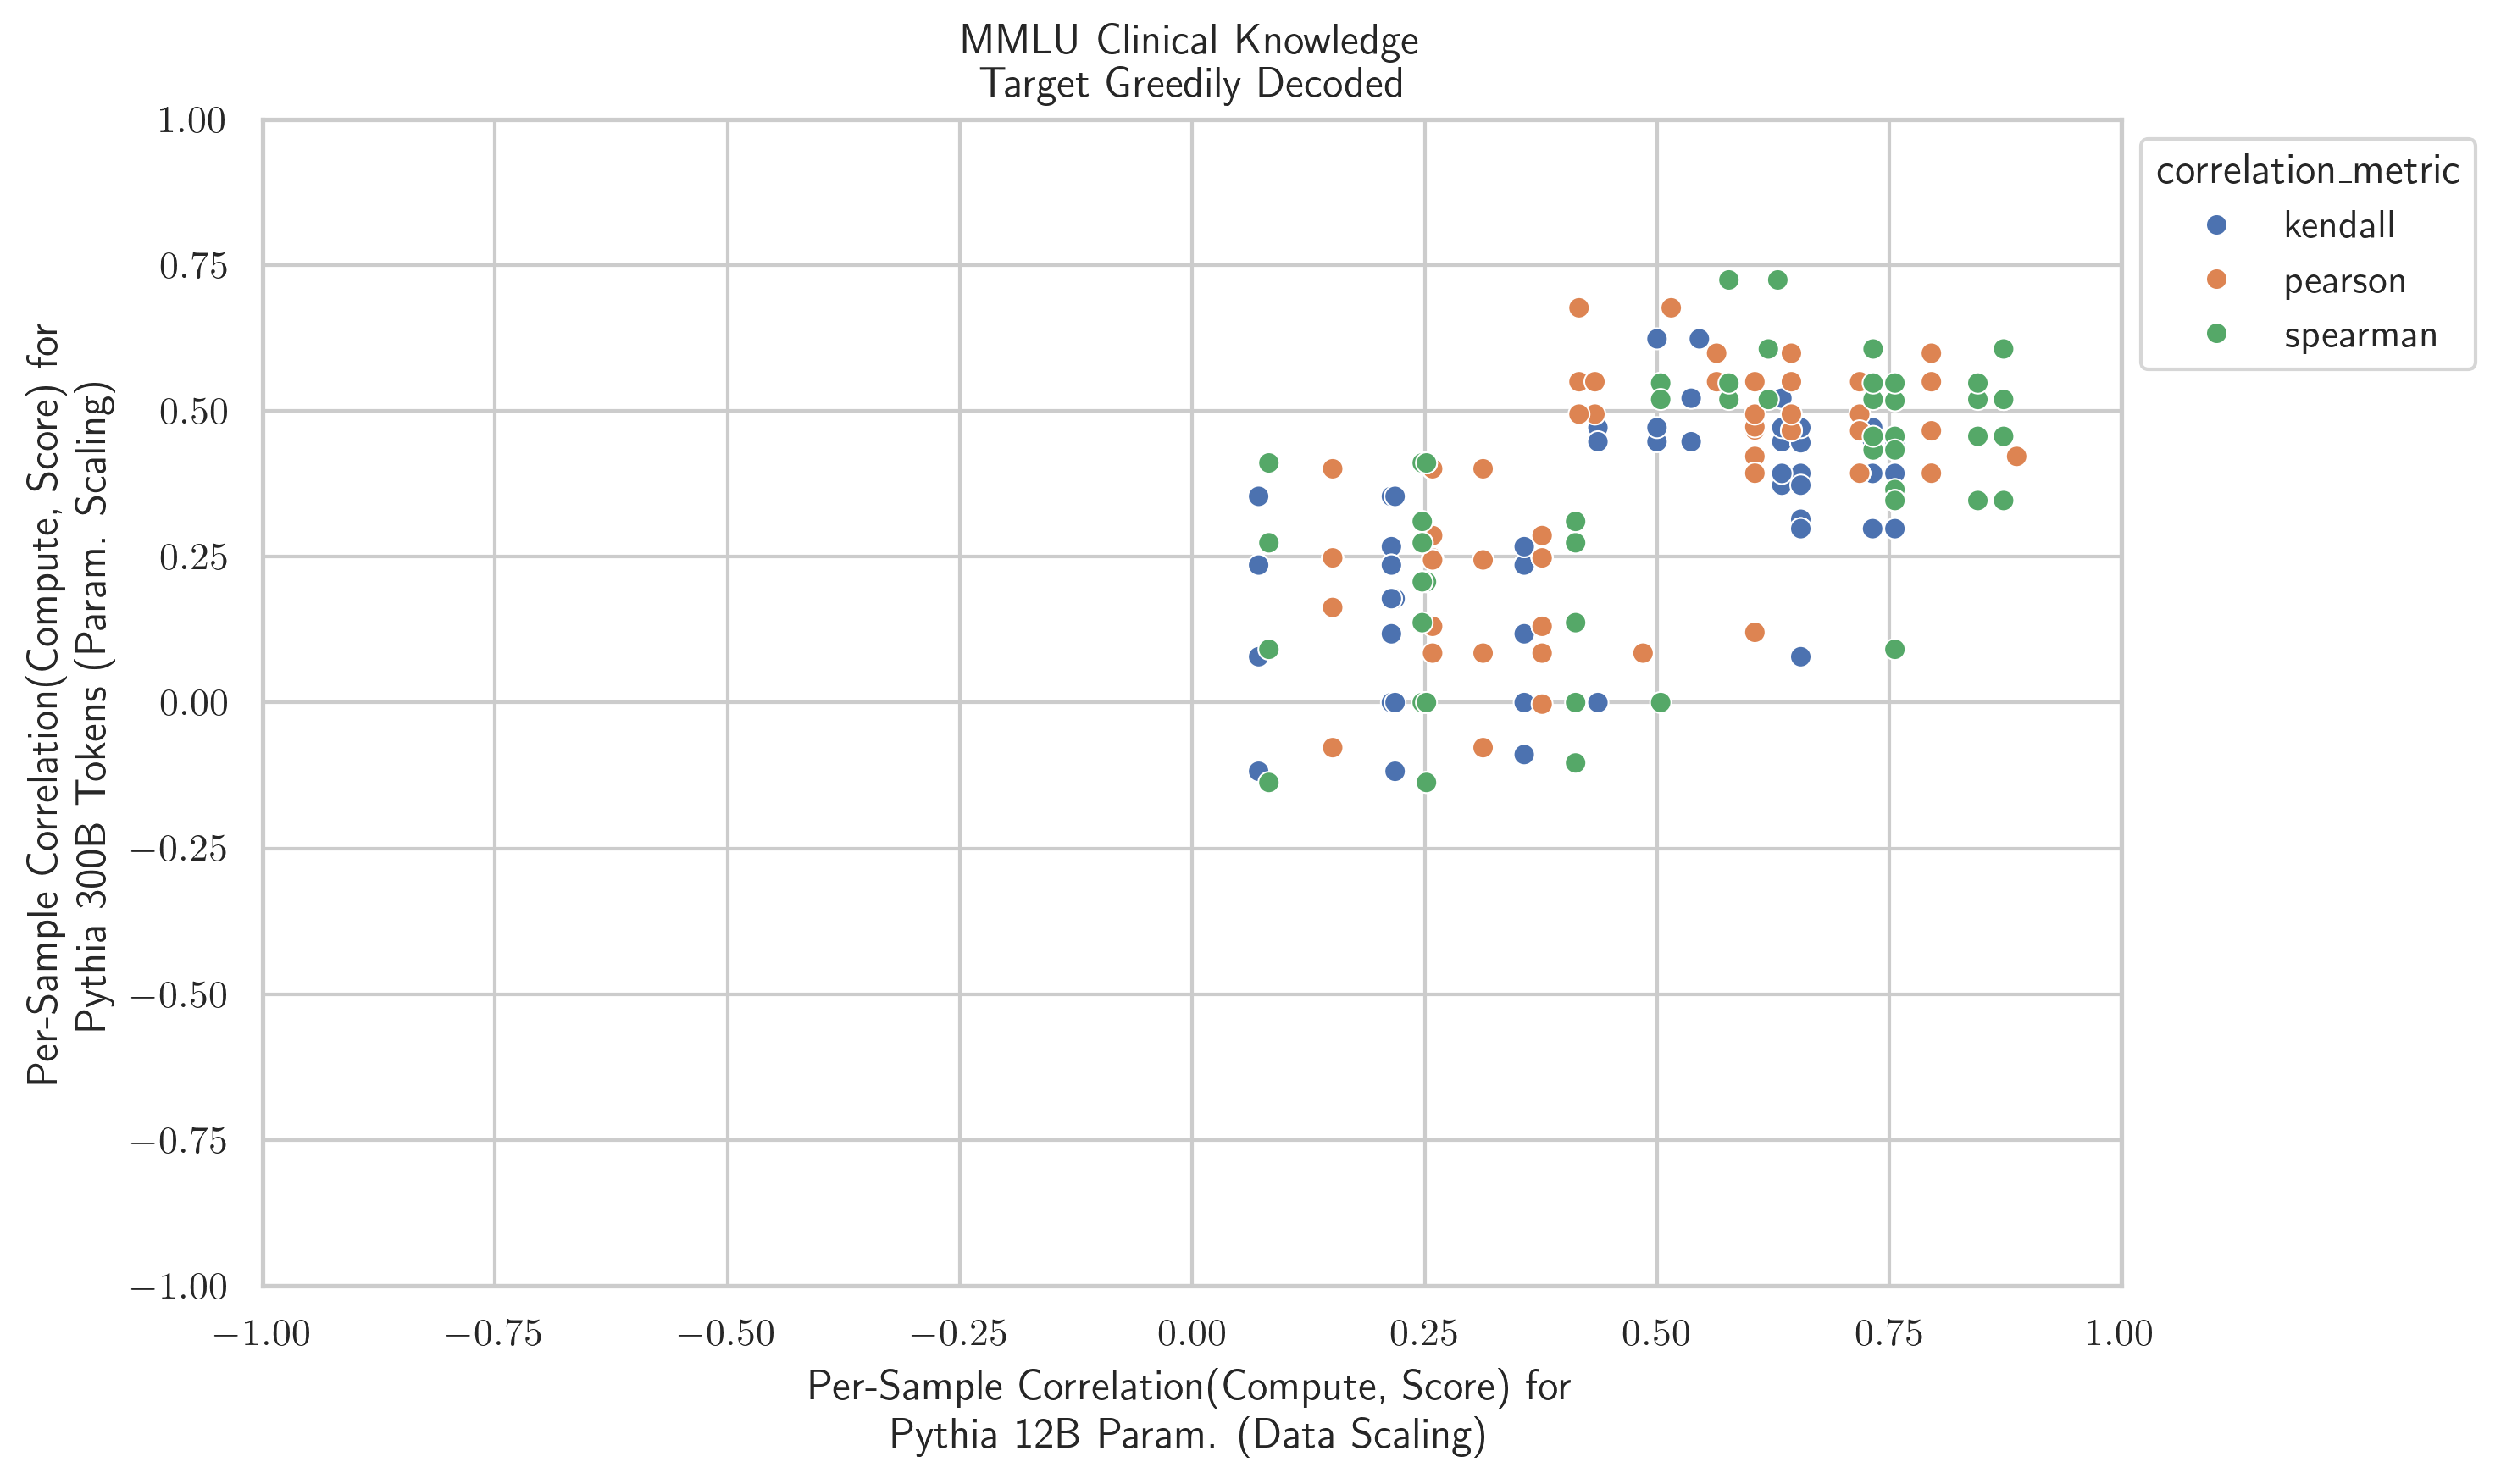 MMLU Clinical Knowledge
Target Greedily Decoded
Per-Sample Correlation(Compute, Score) for
Pythia 300B Tokens (Param. Scaling)
1.00
0.75
0.50
0.25
0.00
−0.25
−0.50
−0.75
−1.00
−1.00 −0.75 −0.50 −0.25 0.00 0.25 0.50 0.75 1.00
Per-Sample Correlation(Compute, Score) for
Pythia 12B Param. (Data Scaling)
correlation_metric
kendall
pearson
spearman